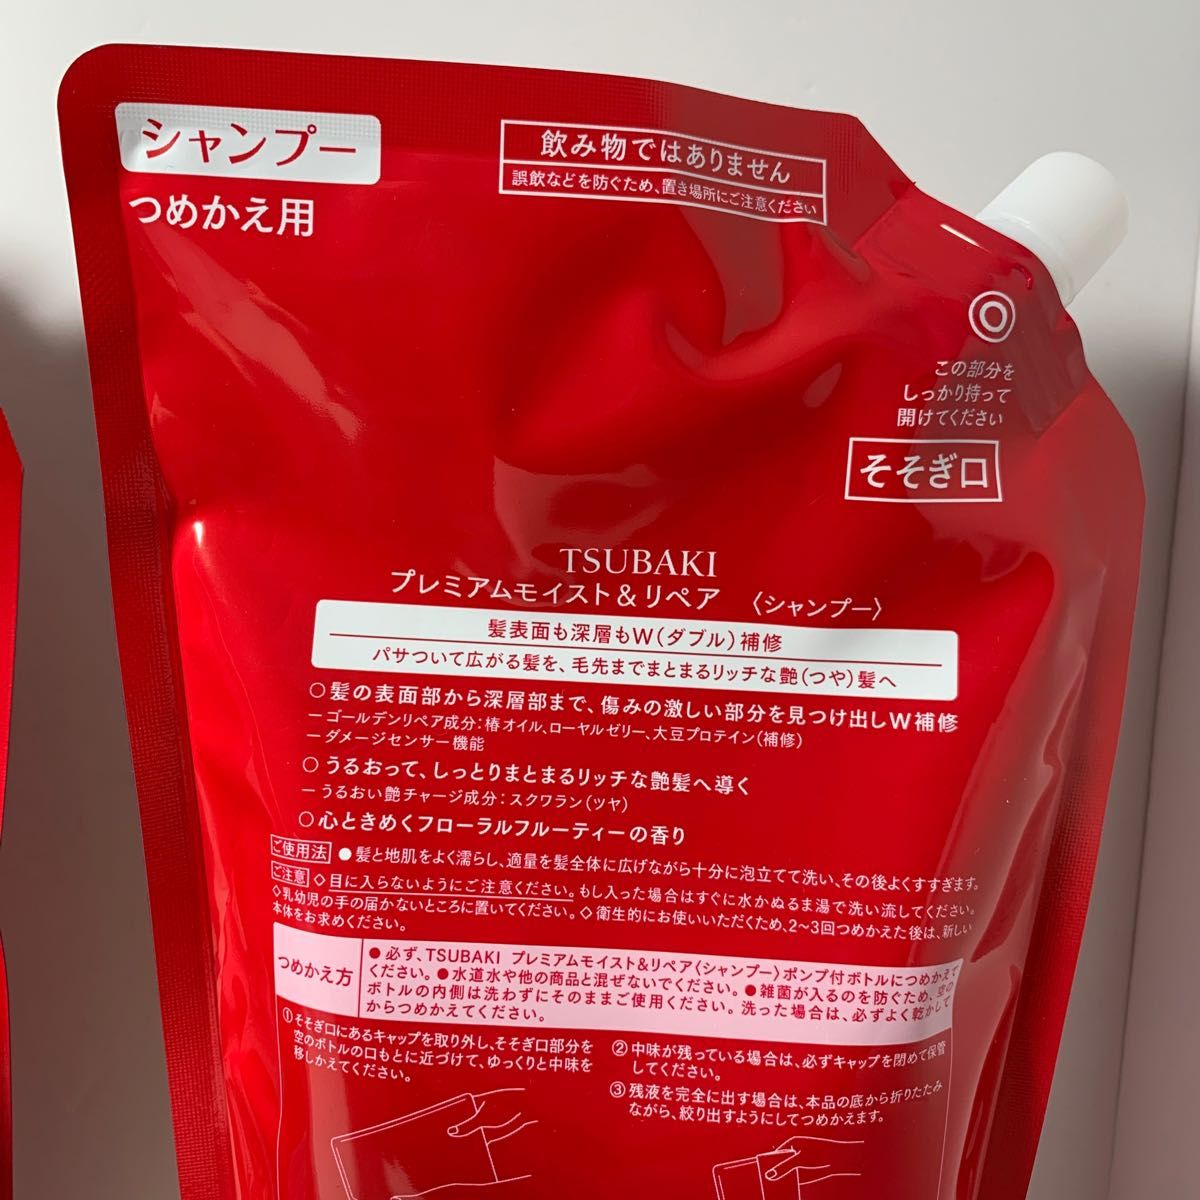 シャンプー
つめかえ用
飲み物ではありません
誤飲などを防ぐため、置き場所にご注意ください
この部分を
しっかり持って
開けてください
そそぎ口
TSUBAKI
プレミアムモイスト&リペア 〈シャンプー〉
髪表面も深層もW(ダブル)補修
パサついて広がる髪を、毛先までまとまるリッチな艶(つや)髪へ
○髪の表面部から深層部まで、傷みの激しい部分を見つけ出しW補修
ーゴールデンリペア成分:椿オイル、ローヤルゼリー、大豆プロテイン(補修)
ーダメージセンサー機能
○うるおって、しっとりまとまるリッチな艶髪へ導く
ーうるおい艶チャージ成分:スクワラン(ツヤ)
○心ときめくフローラルフルーティーの香り
ご使用法 ●髪と地肌をよく濡らし、適量を髪全体に広げながら十分に泡立てて洗い、その後よくすすぎます。
ご注意 ◇目に入らないようにご注意ください。もし入った場合はすぐに水かぬるま湯で洗い流してください。
◇乳幼児の手の届かないところに置いてください。◇衛生的にお使いいただくため、2～3回つめかえた後は、新しい
本体をお求めください。
つめかえ方
●必ず、TSUBAKI プレミアムモイスト&リペア〈シャンプー〉ポンプ付ボトルにつめかえて
ください。●水道水や他の商品と混ぜないでください。●雑菌が入るのを防ぐため、空の
ボトルの内側は洗わずにそのままご使用ください。洗った場合は、必ずよく乾かして
からつめかえてください。
①そそぎ口にあるキャップを取り外し、そそぎ口部分を
空のボトルの口もとに近づけて、ゆっくりと中味を
移しかえてください。
②中味が残っている場合は、必ずキャップを閉めて保管
してください。
③残液を完全に出す場合は、本品の底から折りたたみ
ながら、絞り出すようにしてつめかえます。